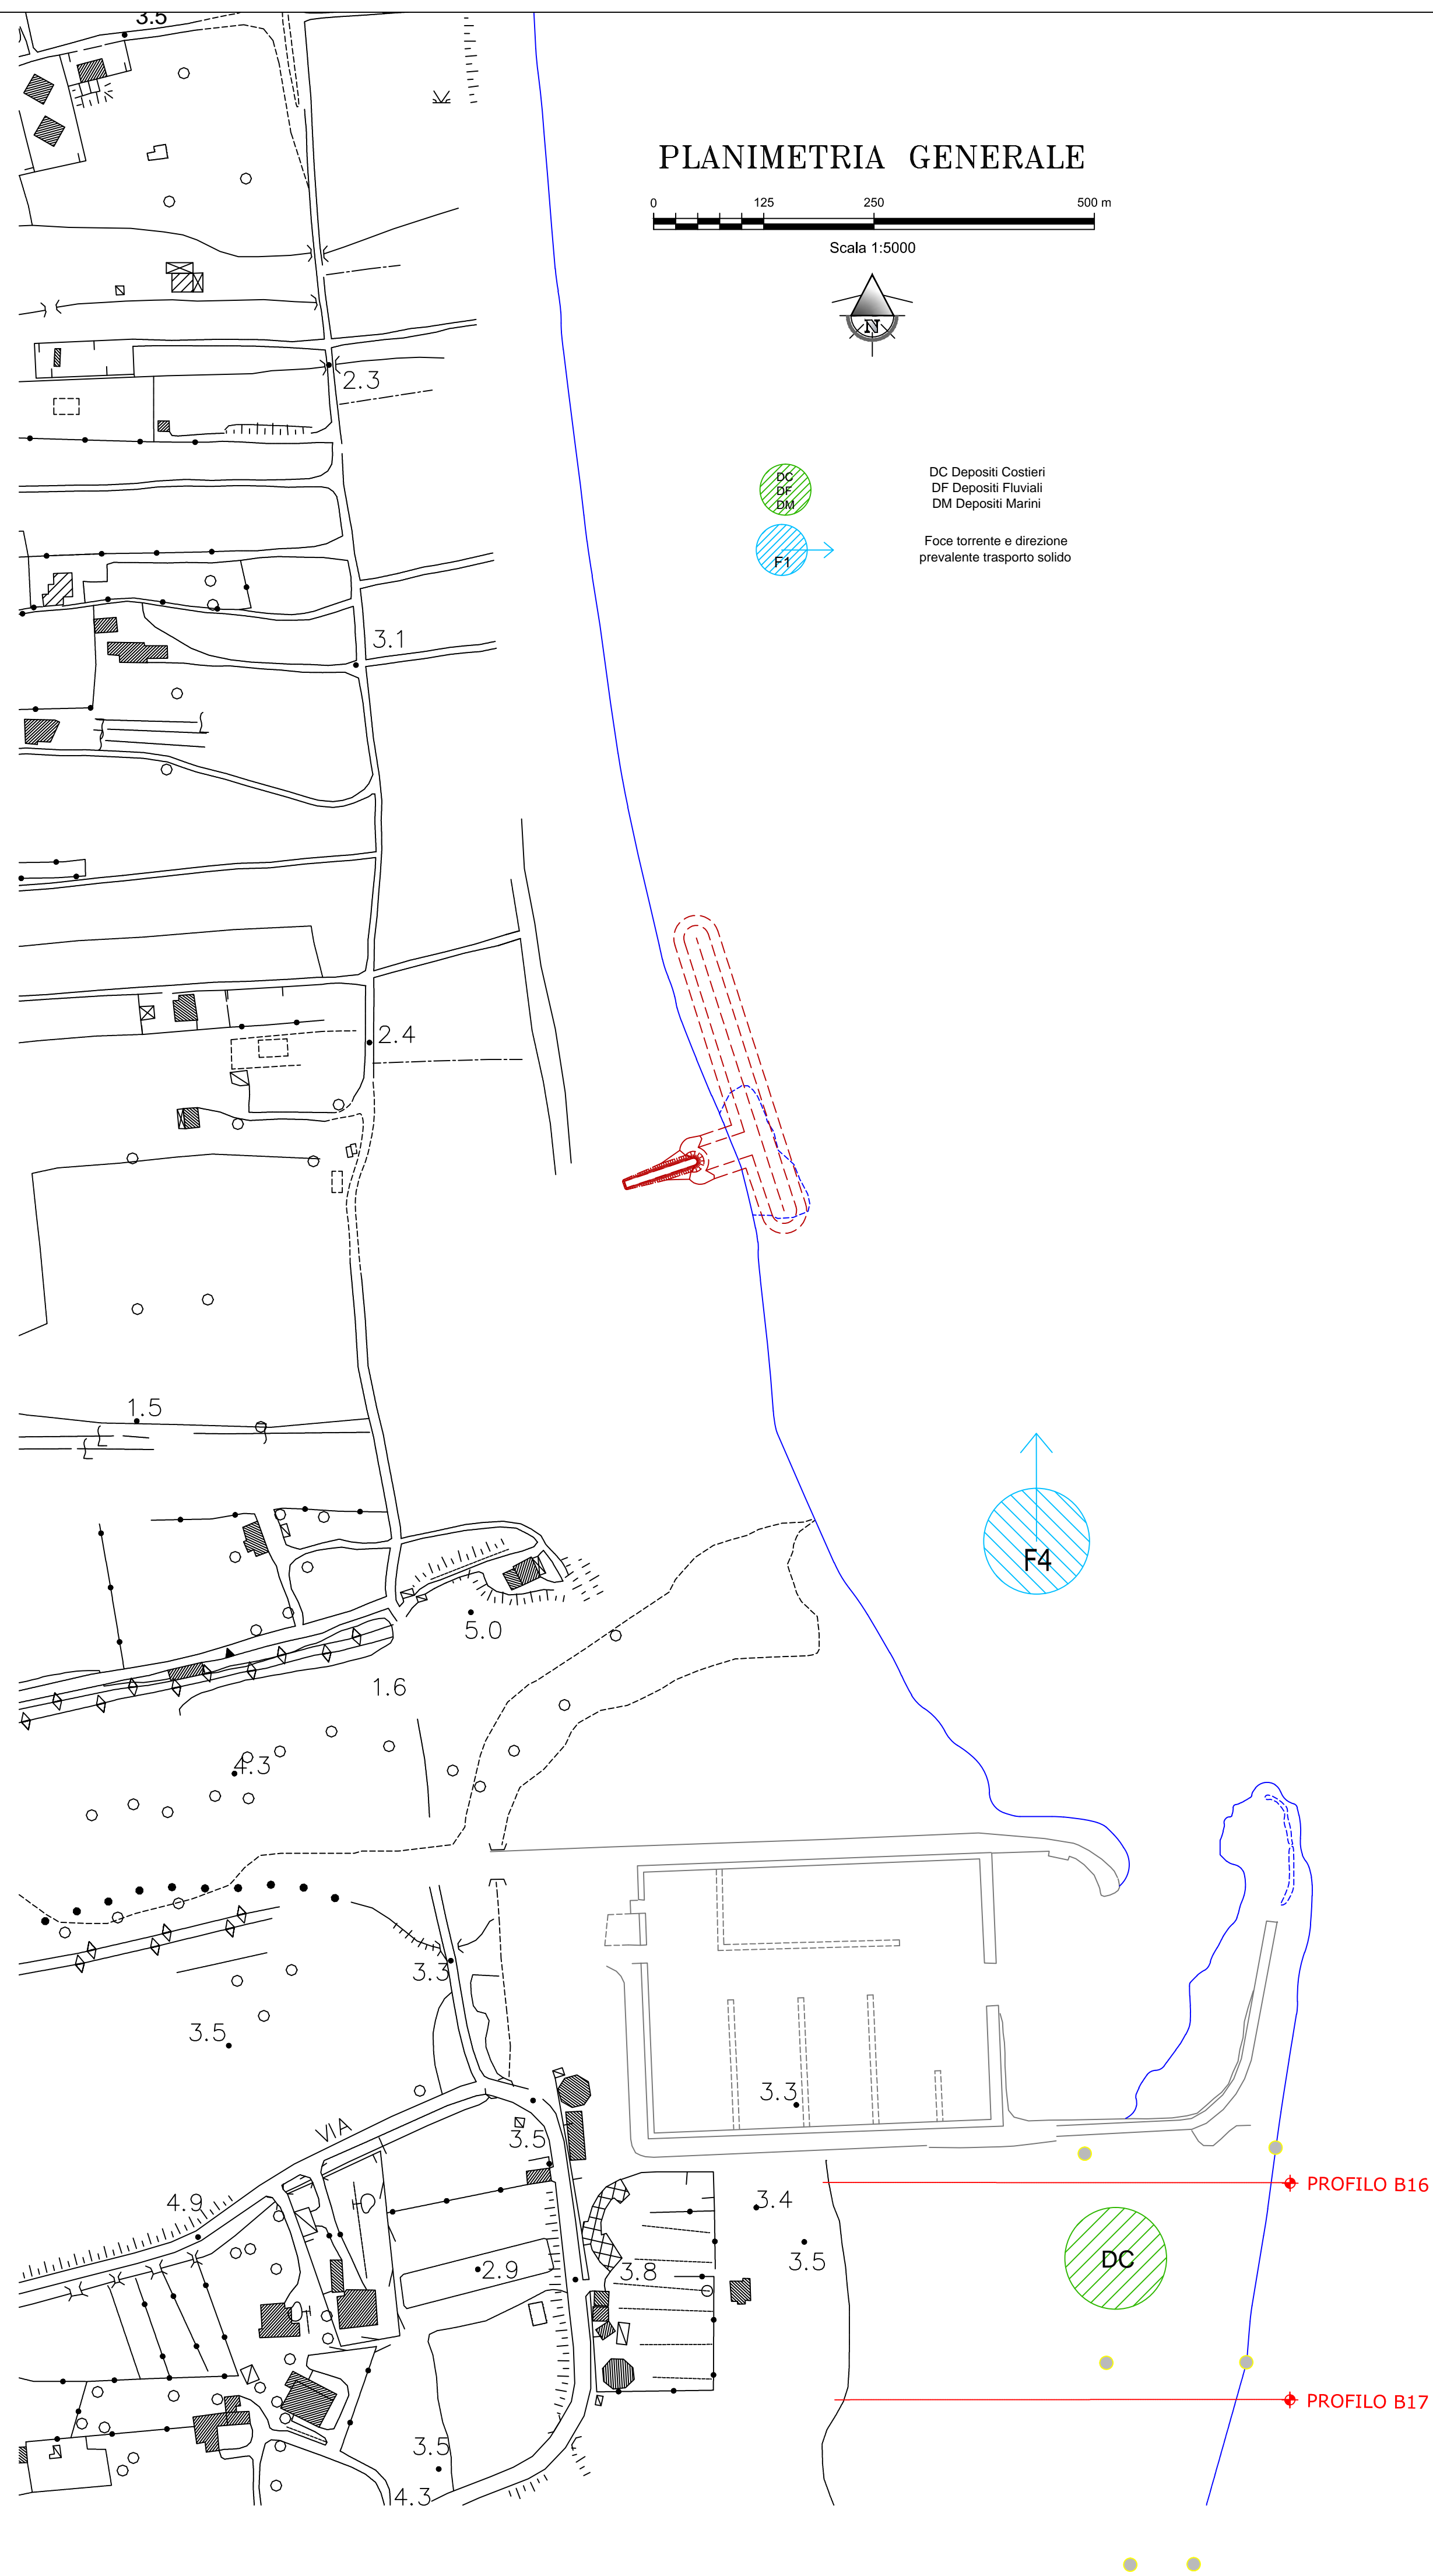 3.5
PLANIMETRIA GENERALE
0 125 250 500 m
Scala 1:5000
N
2.3
DC
DF
DM
DC Depositi Costieri
DF Depositi Fluviali
DM Depositi Marini
F1
Foce torrente e direzione
prevalente trasporto solido
3.1
2.4
1.5
F4
5.0
1.6
4.3
3.3
3.5
3.3
VIA
3.5
PROFILO B16
4.9
3.4
DC
3.5
2.9
3.8
PROFILO B17
3.5
4.3